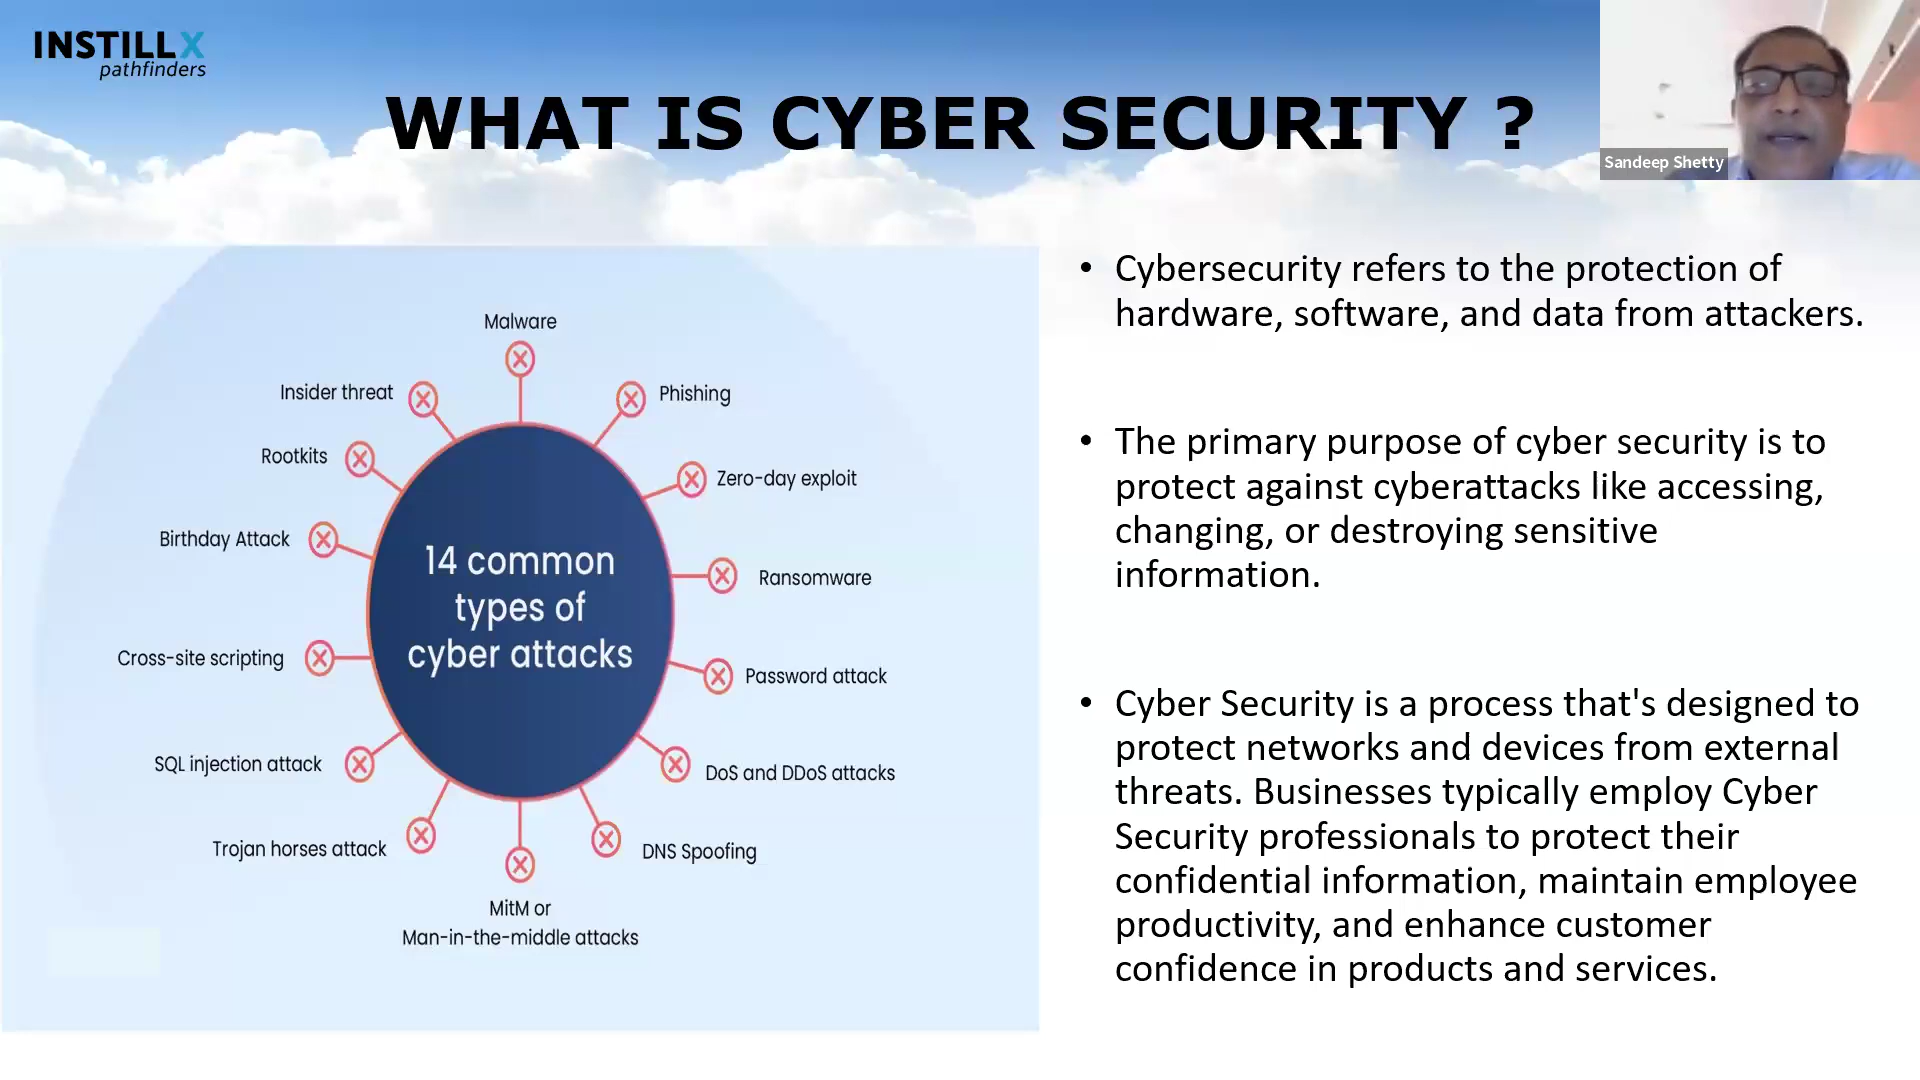 INSTILLX
pathfinders
WHAT IS CYBER SECURITY ?
Sandeep Shetty
Malware
Insider threat
Phishing
Rootkits
Zero-day exploit
Birthday Attack
14 common
types of
cyber attacks
Ransomware
Cross-site scripting
Password attack
SQL injection attack
DoS and DDoS attacks
Trojan horses attack
DNS Spoofing
MitM or
Man-in-the-middle attacks
• Cybersecurity refers to the protection of
hardware, software, and data from attackers.
• The primary purpose of cyber security is to
protect against cyberattacks like accessing,
changing, or destroying sensitive
information.
• Cyber Security is a process that's designed to
protect networks and devices from external
threats. Businesses typically employ Cyber
Security professionals to protect their
confidential information, maintain employee
productivity, and enhance customer
confidence in products and services.